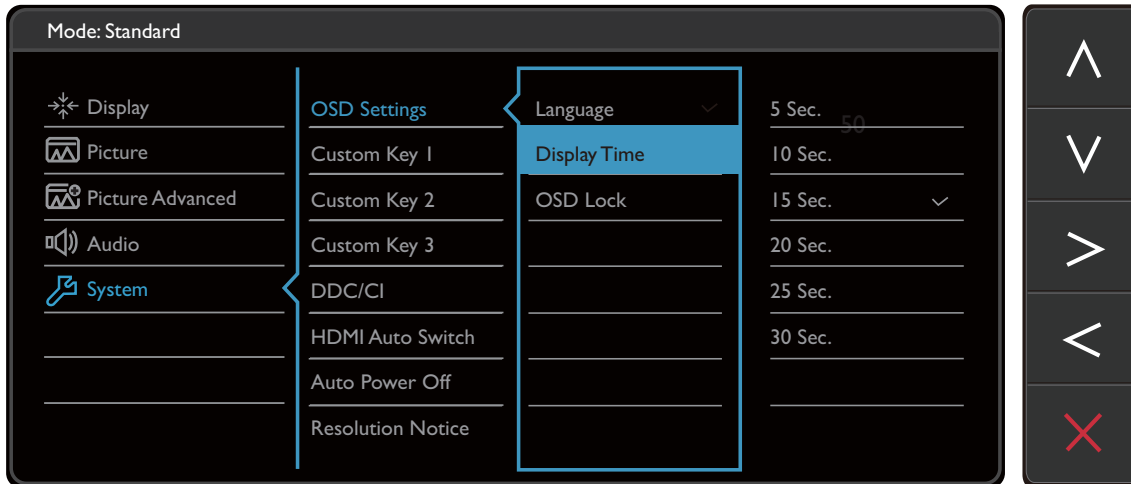 Mode: Standard
Display
Picture
Picture Advanced
Audio
System
OSD Settings
Custom Key 1
Custom Key 2
Custom Key 3
DDC/CI
HDMI Auto Switch
Auto Power Off
Resolution Notice
Language
Display Time
OSD Lock
5 Sec.
50
10 Sec.
15 Sec.
20 Sec.
25 Sec.
30 Sec.